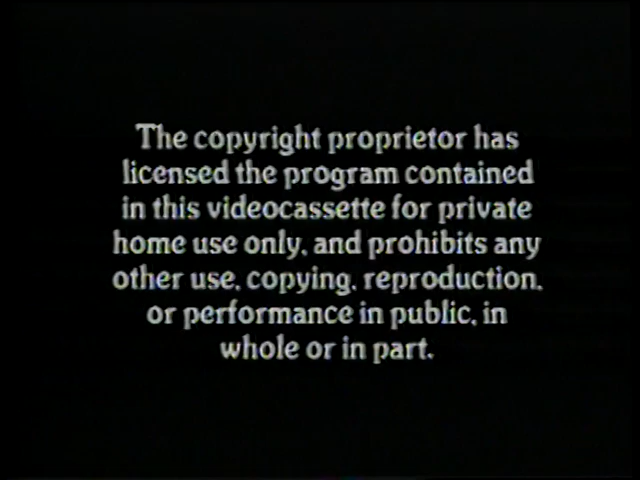 The copyright proprietor has
licensed the program contained
in this videocassette for private
home use only, and prohibits any
other use, copying, reproduction,
or performance in public, in
whole or in part.